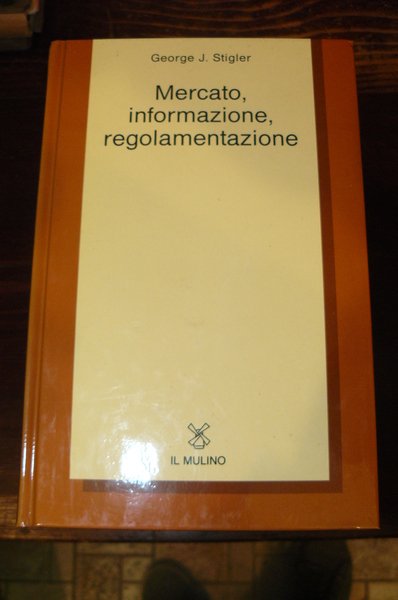 George J. Stigler
Mercato,
informazione,
regolamentazione
IL MULINO